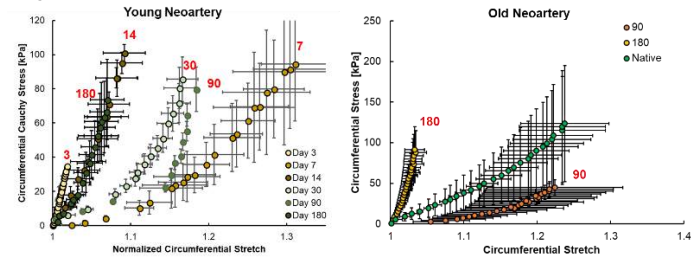 Young Neoartery
Circumferential Cauchy Stress [kPa]
120
100
80
60
40
20
0
14
7
30
90
180
3
Day 3
Day 7
Day 14
Day 30
Day 90
Day 180
1
1.1
1.2
1.3
Normalized Circumferential Stretch
Old Neoartery
Circumferential Stress [kPa]
250
200
150
100
50
0
90
180
Native
180
90
1
1.1
1.2
1.3
1.4
Circumferential Stretch